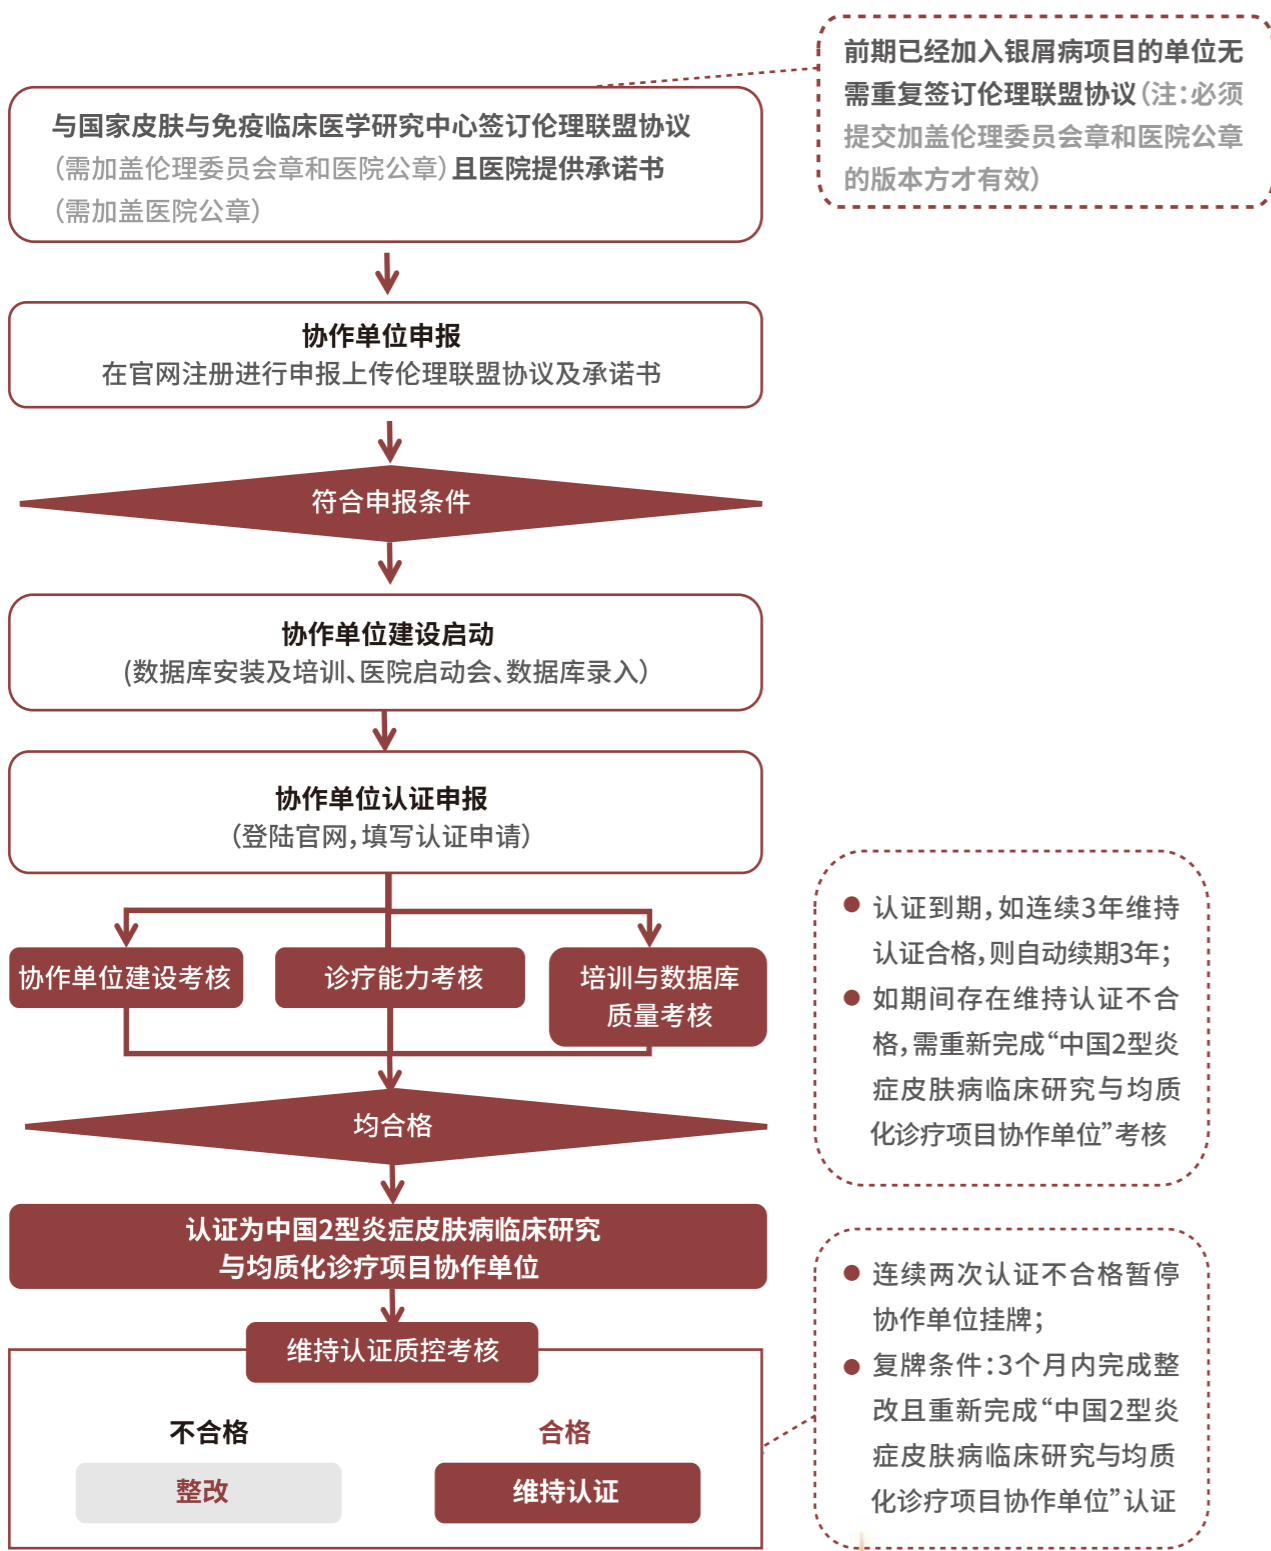 前期已经加入银屑病项目的单位无
需重复签订伦理联盟协议（注：必须
提交加盖伦理委员会章和医院公章
的版本方才有效）
与国家皮肤与免疫临床医学研究中心签订伦理联盟协议
（需加盖伦理委员会章和医院公章）且医院提供承诺书
（需加盖医院公章）
协作单位申报
在官网注册进行申报上传伦理联盟协议及承诺书
符合申报条件
协作单位建设启动
(数据库安装及培训、医院启动会、数据库录入）
协作单位认证申报
（登陆官网，填写认证申请）
协作单位建设考核
诊疗能力考核
培训与数据库
质量考核
均合格
认证为中国2型炎症皮肤病临床研究
与均质化诊疗项目协作单位
维持认证质控考核
不合格
合格
整改
维持认证
认证到期，如连续3年维持
认证合格，则自动续期3年；
如期间存在维持认证不合
格，需重新完成“中国2型炎
症皮肤病临床研究与均质
化诊疗项目协作单位”考核
连续两次认证不合格暂停
协作单位挂牌；
复牌条件：3个月内完成整
改且重新完成“中国2型炎
症皮肤病临床研究与均质
化诊疗项目协作单位”认证